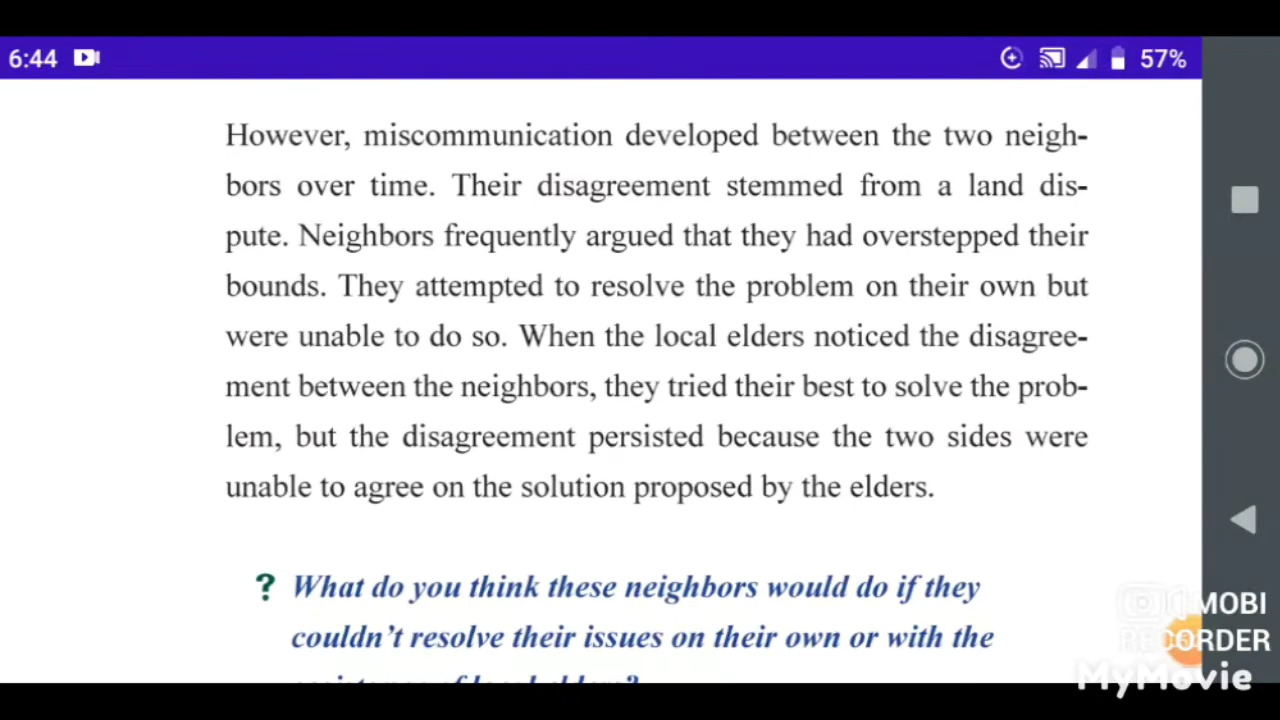 6:44
57%
However, miscommunication developed between the two neigh-
bors over time. Their disagreement stemmed from a land dis-
pute. Neighbors frequently argued that they had overstepped their
bounds. They attempted to resolve the problem on their own but
were unable to do so. When the local elders noticed the disagree-
ment between the neighbors, they tried their best to solve the prob-
lem, but the disagreement persisted because the two sides were
unable to agree on the solution proposed by the elders.
? What do you think these neighbors would do if they
couldn't resolve their issues on their own or with the
MOBI
RECORDER
MyMovie